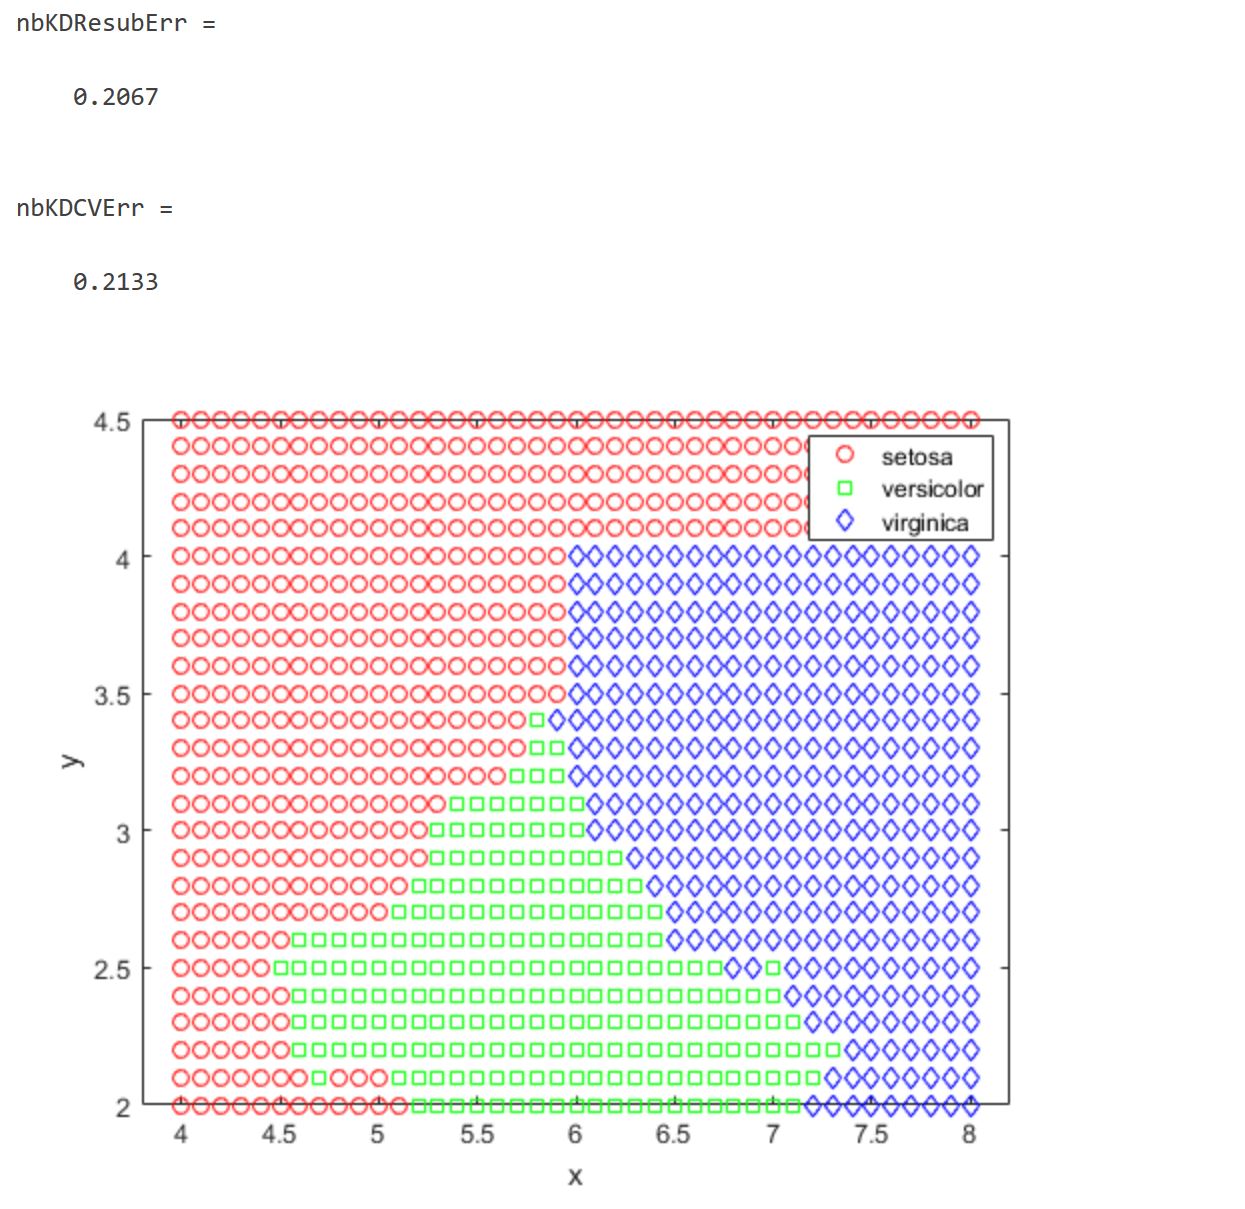 nbKDResubErr =
0.2067
nbKDCVErr =
0.2133
4.5
4
3.5
3
2.5
2
y
setosa
versicolor
virginica
4 4.5 5 5.5 6 6.5 7 7.5 8
x